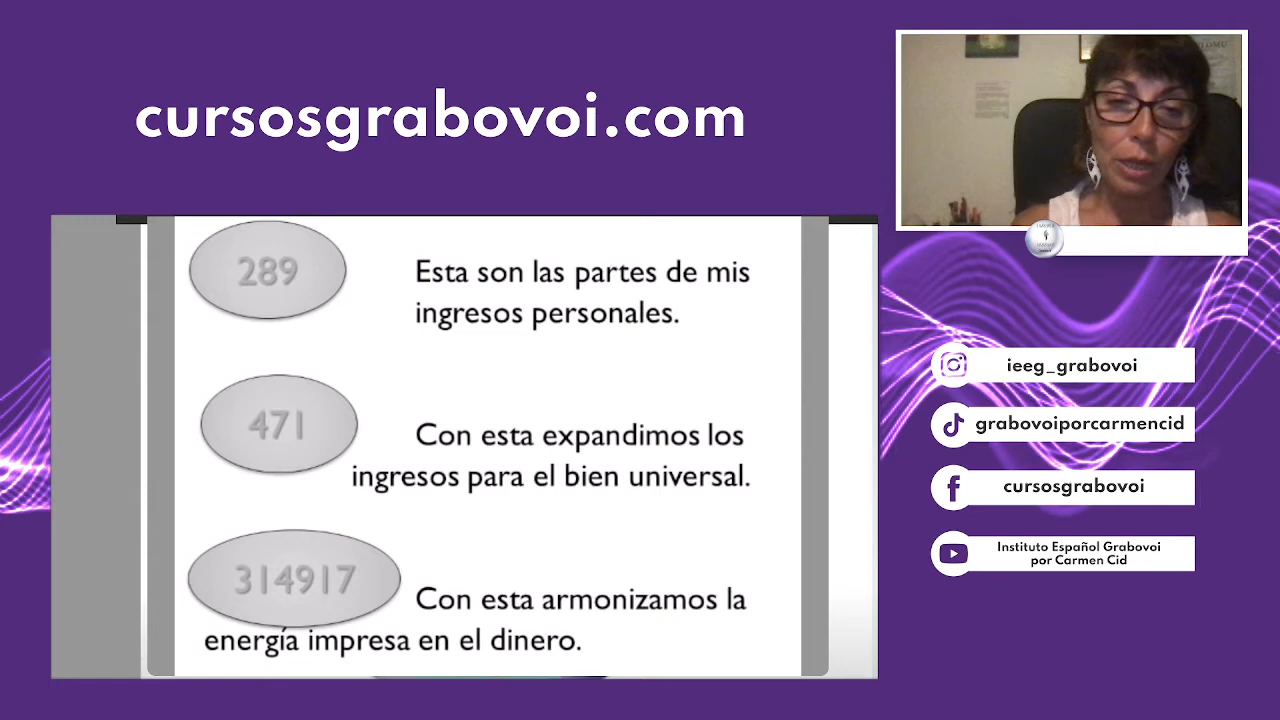 cursosgrabovoi.com
289
Esta son las partes de mis
ingresos personales.
471
Con esta expandimos los
ingresos para el bien universal.
314917
Con esta armonizamos la
energía impresa en el dinero.
ieeg_grabovoi
grabovoiporcarmencid
cursosgrabovoi
Instituto Español Grabovoi
por Carmen Cid